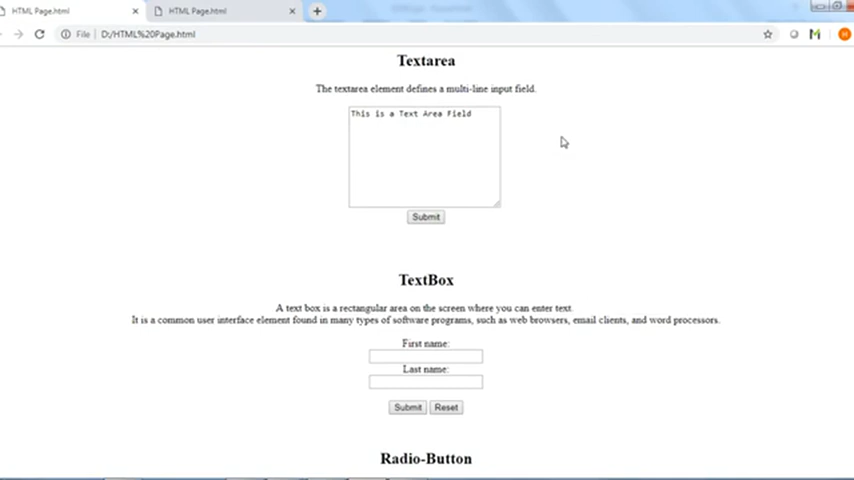 HTML Page.html
HTML Page.html
File D:/HTML%20Page.html
Textarea
The textarea element defines a multi-line input field.
This is a Text Area Field
Submit
TextBox
A text box is a rectangular area on the screen where you can enter text.
It is a common user interface element found in many types of software programs, such as web browsers, email clients, and word processors.
First name:
Last name:
Submit Reset
Radio-Button